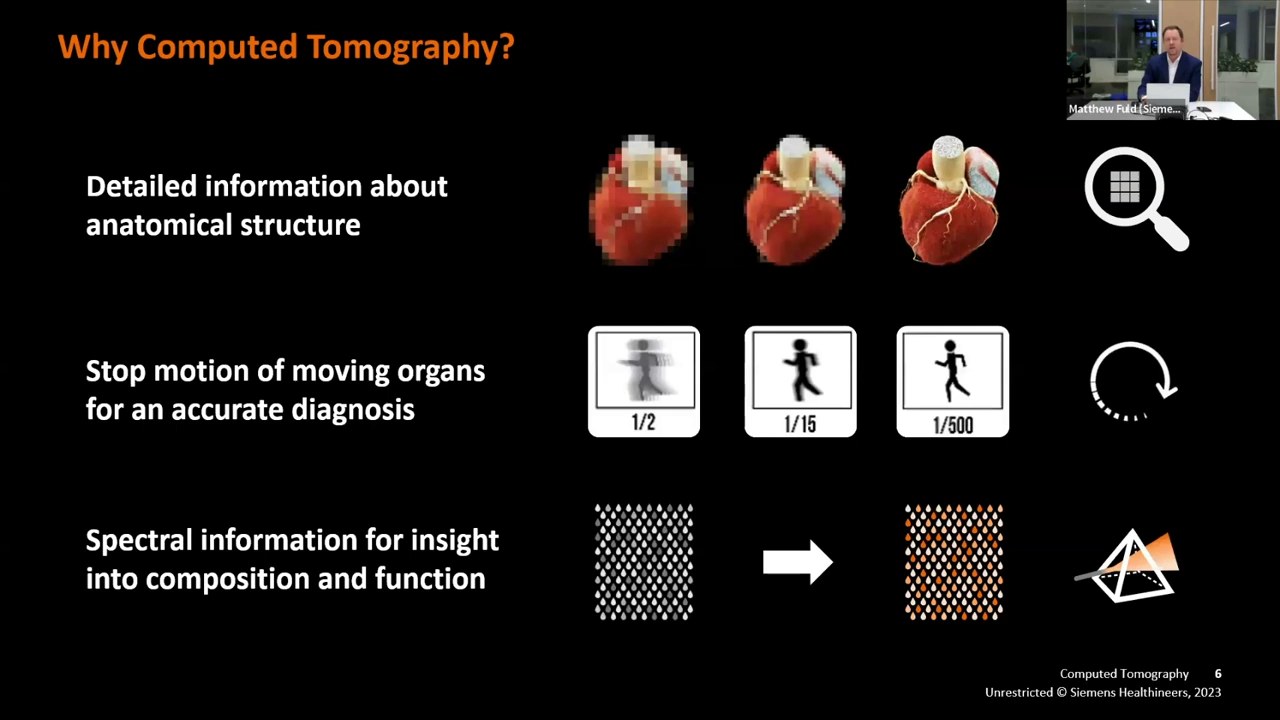 Why Computed Tomography?
Matthew Fuld (Sieme...
Detailed information about
anatomical structure
Stop motion of moving organs
for an accurate diagnosis
1/2
1/15
1/500
Spectral information for insight
into composition and function
Computed Tomography 6
Unrestricted © Siemens Healthineers, 2023